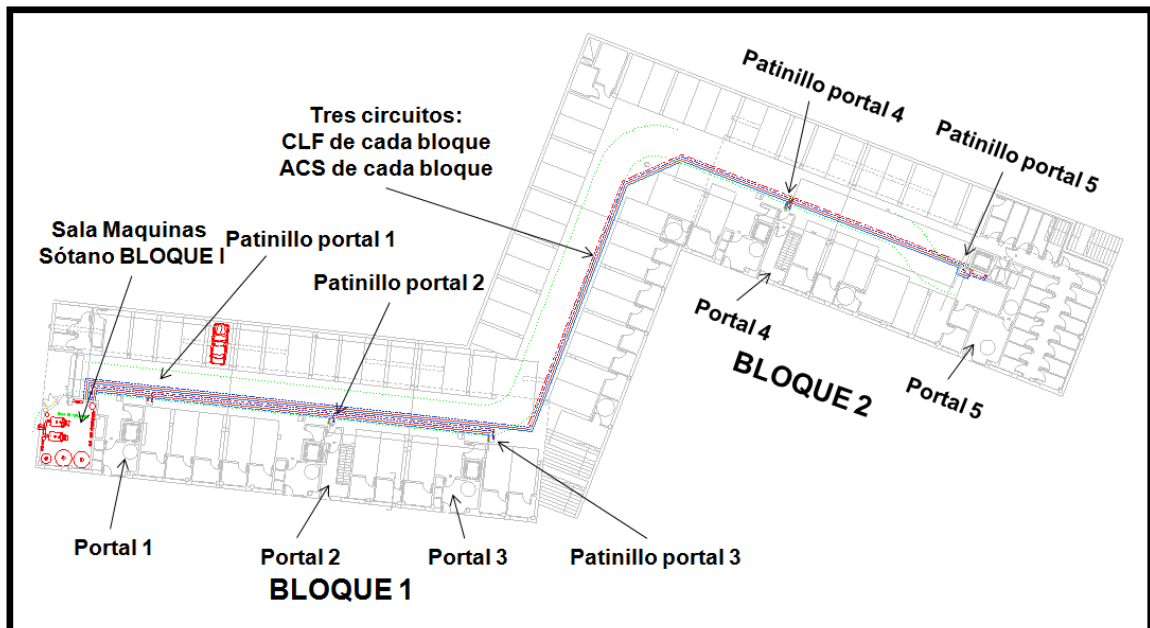 Patinillo portal 4
Patinillo portal 5
Tres circuitos:
CLF de cada bloque
ACS de cada bloque
Sala Maquinas
Sótano BLOQUE I
Patinillo portal 1
Patinillo portal 2
Portal 4
BLOQUE 2
Portal 5
Portal 1
Portal 2
Portal 3
Patinillo portal 3
BLOQUE 1